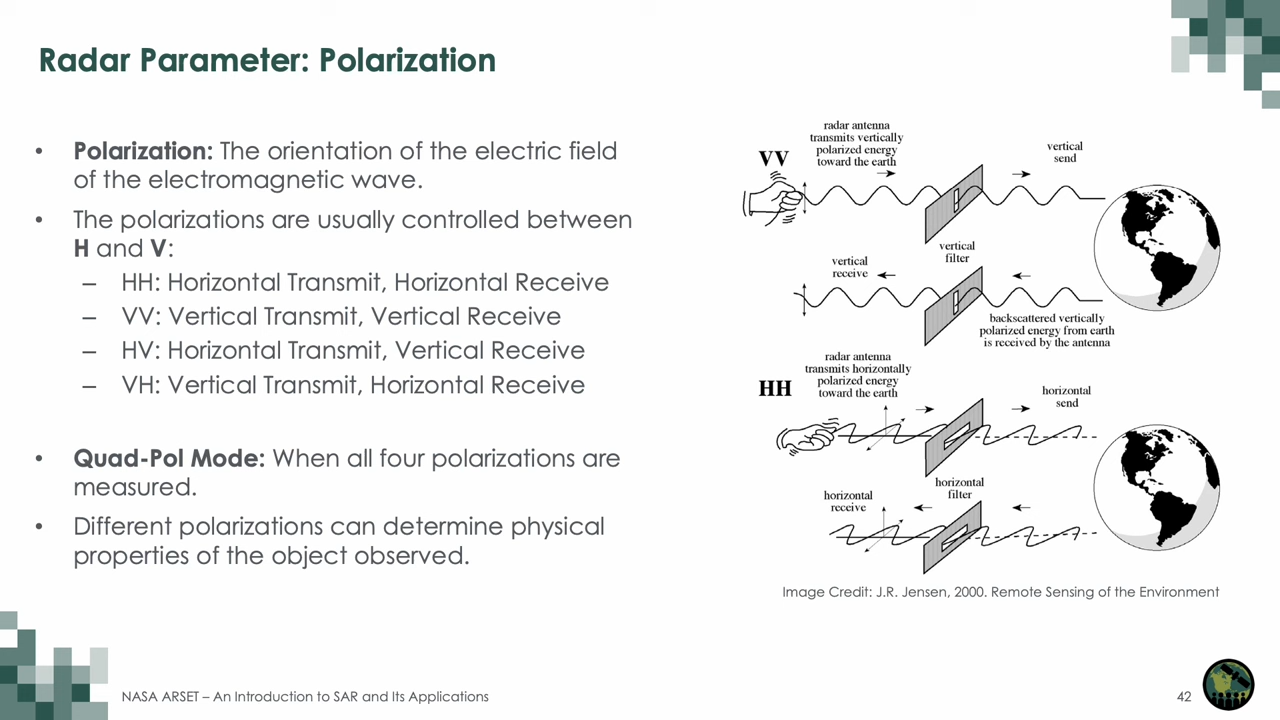 Radar Parameter: Polarization
• Polarization: The orientation of the electric field
of the electromagnetic wave.
• The polarizations are usually controlled between
H and V:
– HH: Horizontal Transmit, Horizontal Receive
– VV: Vertical Transmit, Vertical Receive
– HV: Horizontal Transmit, Vertical Receive
– VH: Vertical Transmit, Horizontal Receive
• Quad-Pol Mode: When all four polarizations are
measured.
• Different polarizations can determine physical
properties of the object observed.
VV
radar antenna
transmits vertically
polarized energy
toward the earth
vertical
send
vertical
filter
vertical
receive
backscattered vertically
polarized energy from earth
is received by the antenna
HH
radar antenna
transmits horizontally
polarized energy
toward the earth
horizontal
send
horizontal
filter
horizontal
receive
Image Credit: J.R. Jensen, 2000. Remote Sensing of the Environment
NASA ARSET – An Introduction to SAR and Its Applications
42